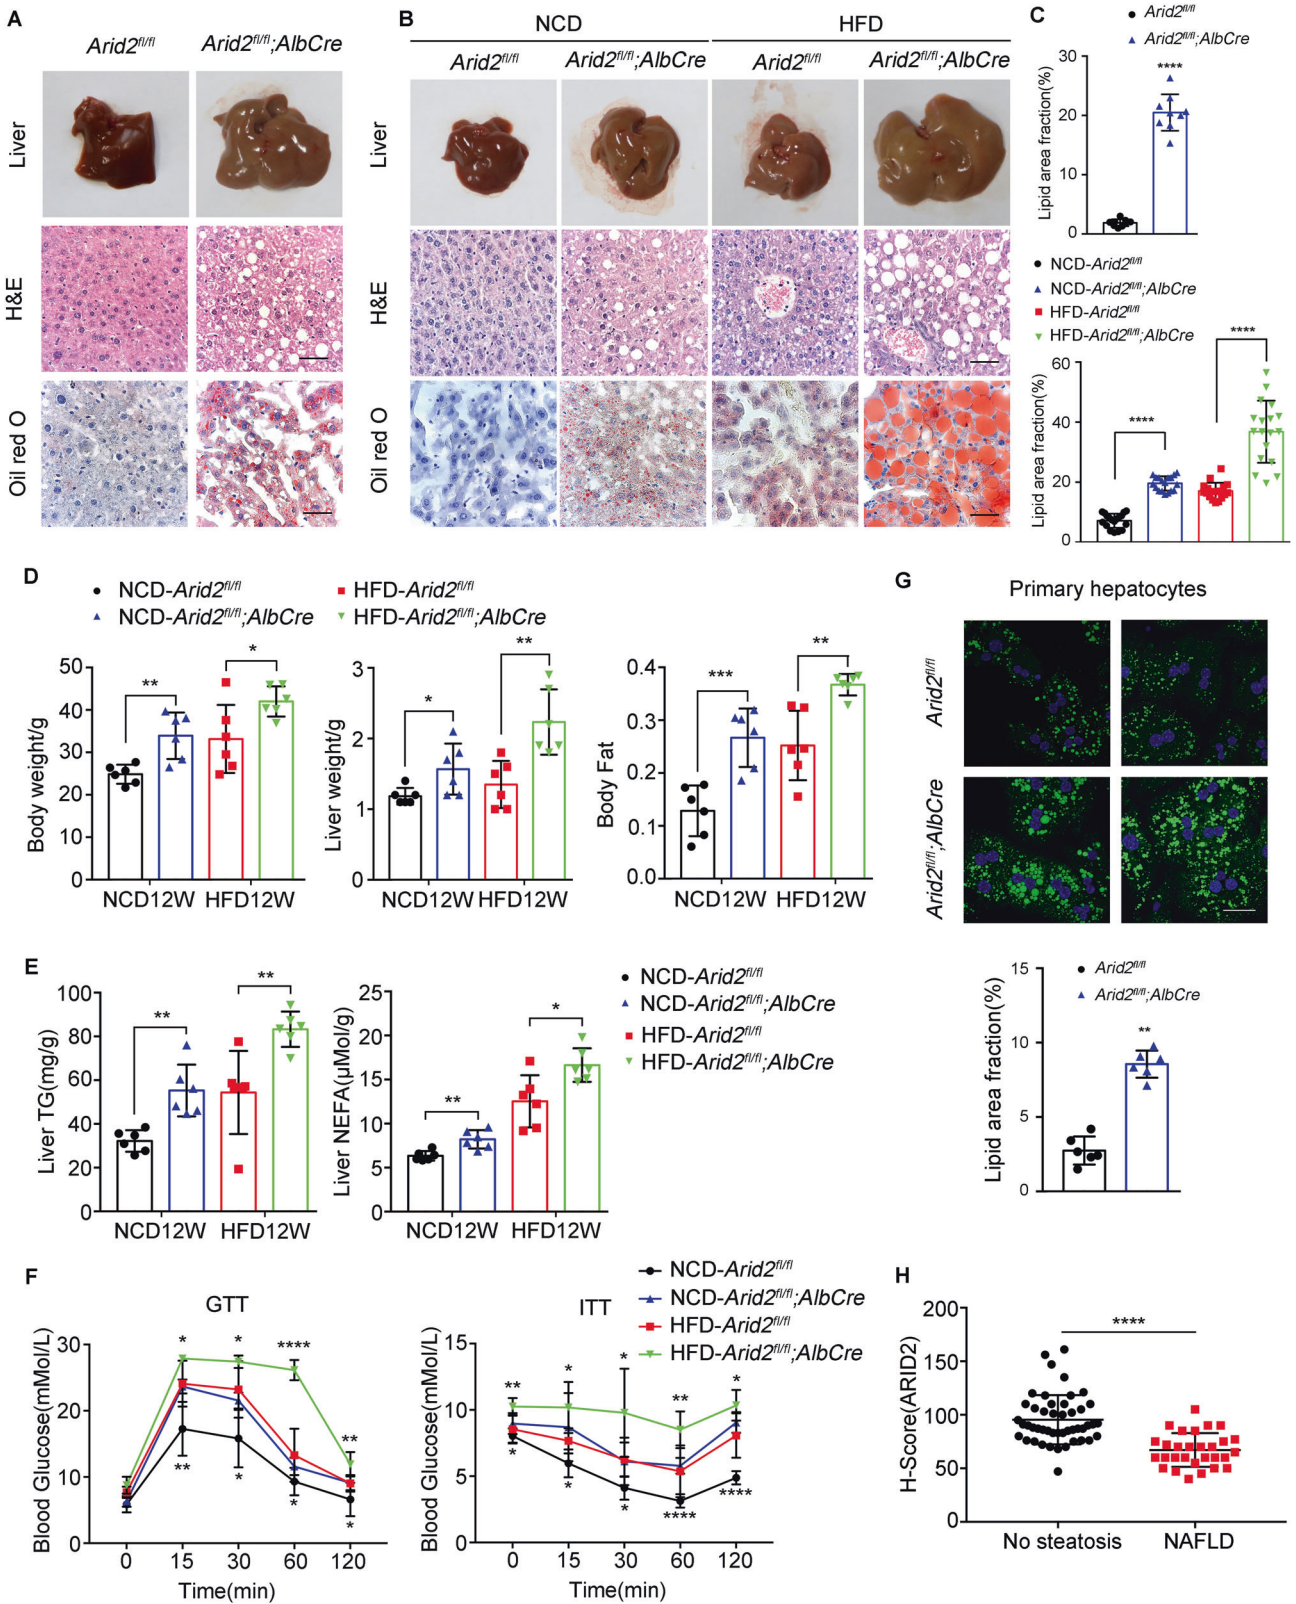 A
Arid2fl/fl
Arid2fl/fl;AlbCre
Liver
H&E
Oil red O
B
NCD
HFD
Arid2fl/fl
Arid2fl/fl;AlbCre
Arid2fl/fl
Arid2fl/fl;AlbCre
Liver
H&E
Oil red O
C
Arid2fl/fl
Arid2fl/fl;AlbCre
Lipid area fraction(%)
30
20
10
0
****
NCD-Arid2fl/fl
NCD-Arid2fl/fl;AlbCre
HFD-Arid2fl/fl
HFD-Arid2fl/fl;AlbCre
Lipid area fraction(%)
60
40
20
0
****
****
D
NCD-Arid2fl/fl
HFD-Arid2fl/fl
NCD-Arid2fl/fl;AlbCre
HFD-Arid2fl/fl;AlbCre
Body weight/g
50
40
30
20
10
0
**
*
NCD12W
HFD12W
Liver weight/g
3
2
1
0
*
**
NCD12W
HFD12W
Body Fat
0.4
0.3
0.2
0.1
0.0
***
**
NCD12W
HFD12W
E
Liver TG(mg/g)
100
80
60
40
20
0
**
**
NCD12W
HFD12W
Liver NEFA(μMol/g)
25
20
15
10
5
0
**
*
NCD12W
HFD12W
NCD-Arid2fl/fl
NCD-Arid2fl/fl;AlbCre
HFD-Arid2fl/fl
HFD-Arid2fl/fl;AlbCre
F
GTT
Blood Glucose(mMol/L)
30
20
10
0
* * **** **
** * * *
0 15 30 60 120
Time(min)
ITT
Blood Glucose(mMol/L)
15
10
5
0
** * * ** *
* * * **** ****
0 15 30 60 120
Time(min)
NCD-Arid2fl/fl
NCD-Arid2fl/fl;AlbCre
HFD-Arid2fl/fl
HFD-Arid2fl/fl;AlbCre
G
Primary hepatocytes
Arid2fl/fl
Arid2fl/fl;AlbCre
Arid2fl/fl
Arid2fl/fl;AlbCre
Lipid area fraction(%)
15
10
5
0
**
H
H-Score(ARID2)
200
150
100
50
0
****
No steatosis
NAFLD